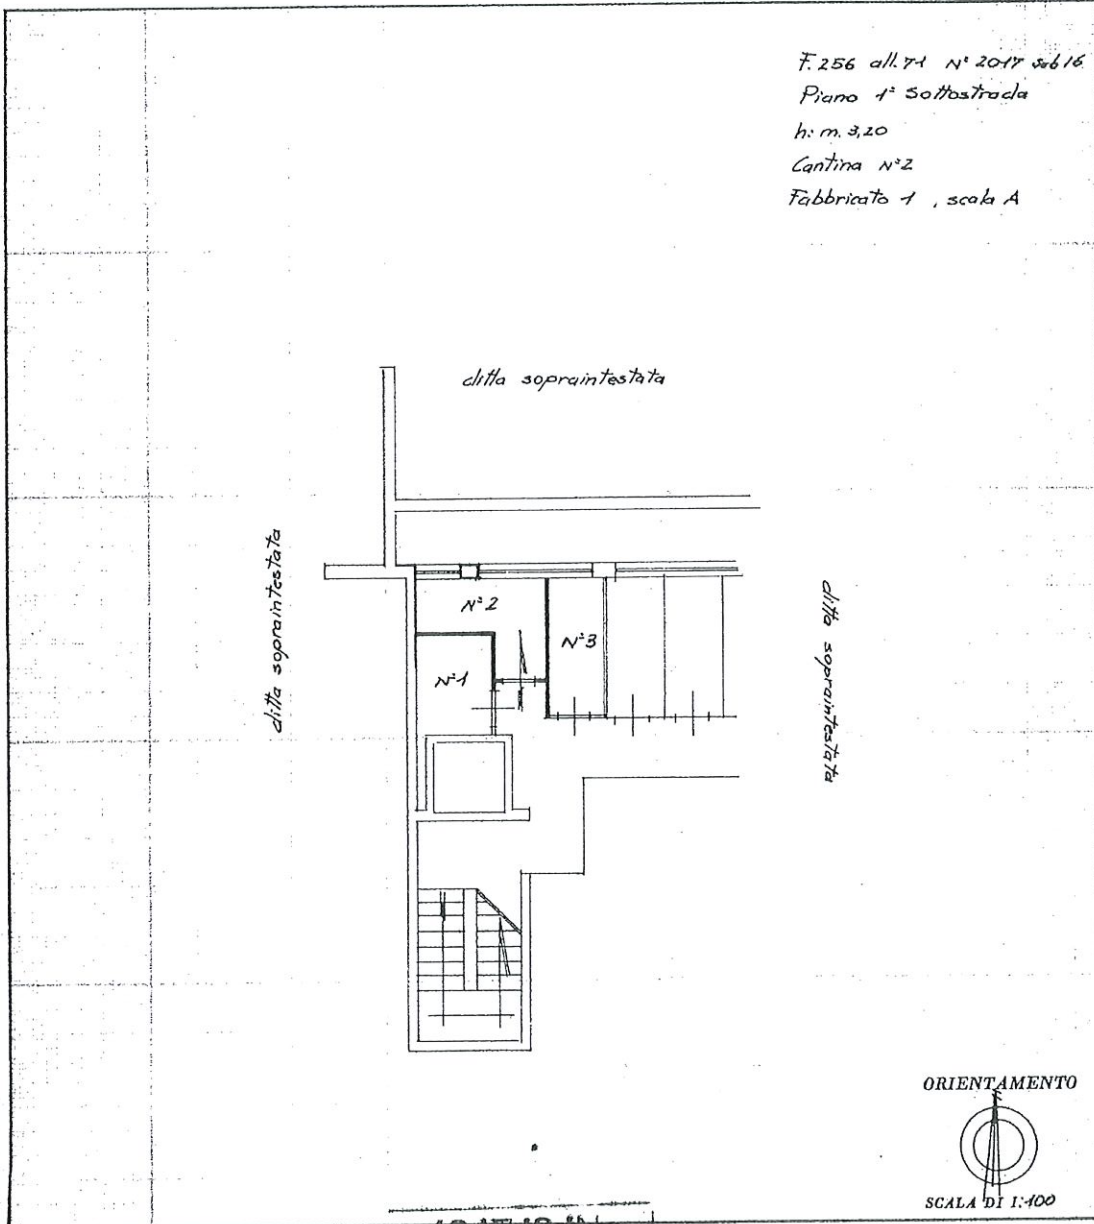 F. 256 all. 71 N° 2017 sub 16
Piano 1° Sottostrada
h: m. 3,20
Cantina N° 2
Fabbricato 1 , scala A
ditta sopraintestata
ditta sopraintestata
N° 2
N° 3
N° 1
ditta sopraintestata
ORIENTAMENTO
N
SCALA DI 1:100